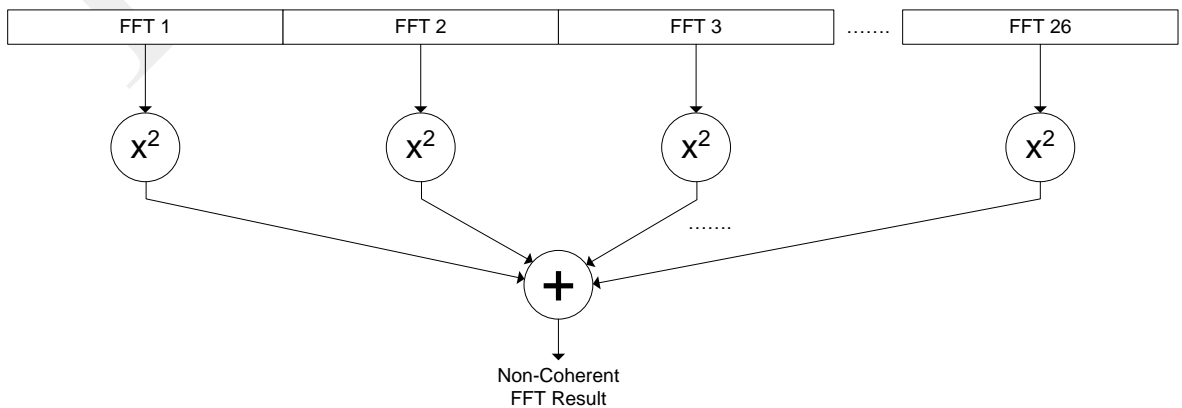 FFT 1 FFT 2 FFT 3 ....... FFT 26
x² x² x² x²
.......
+
Non-Coherent
FFT Result